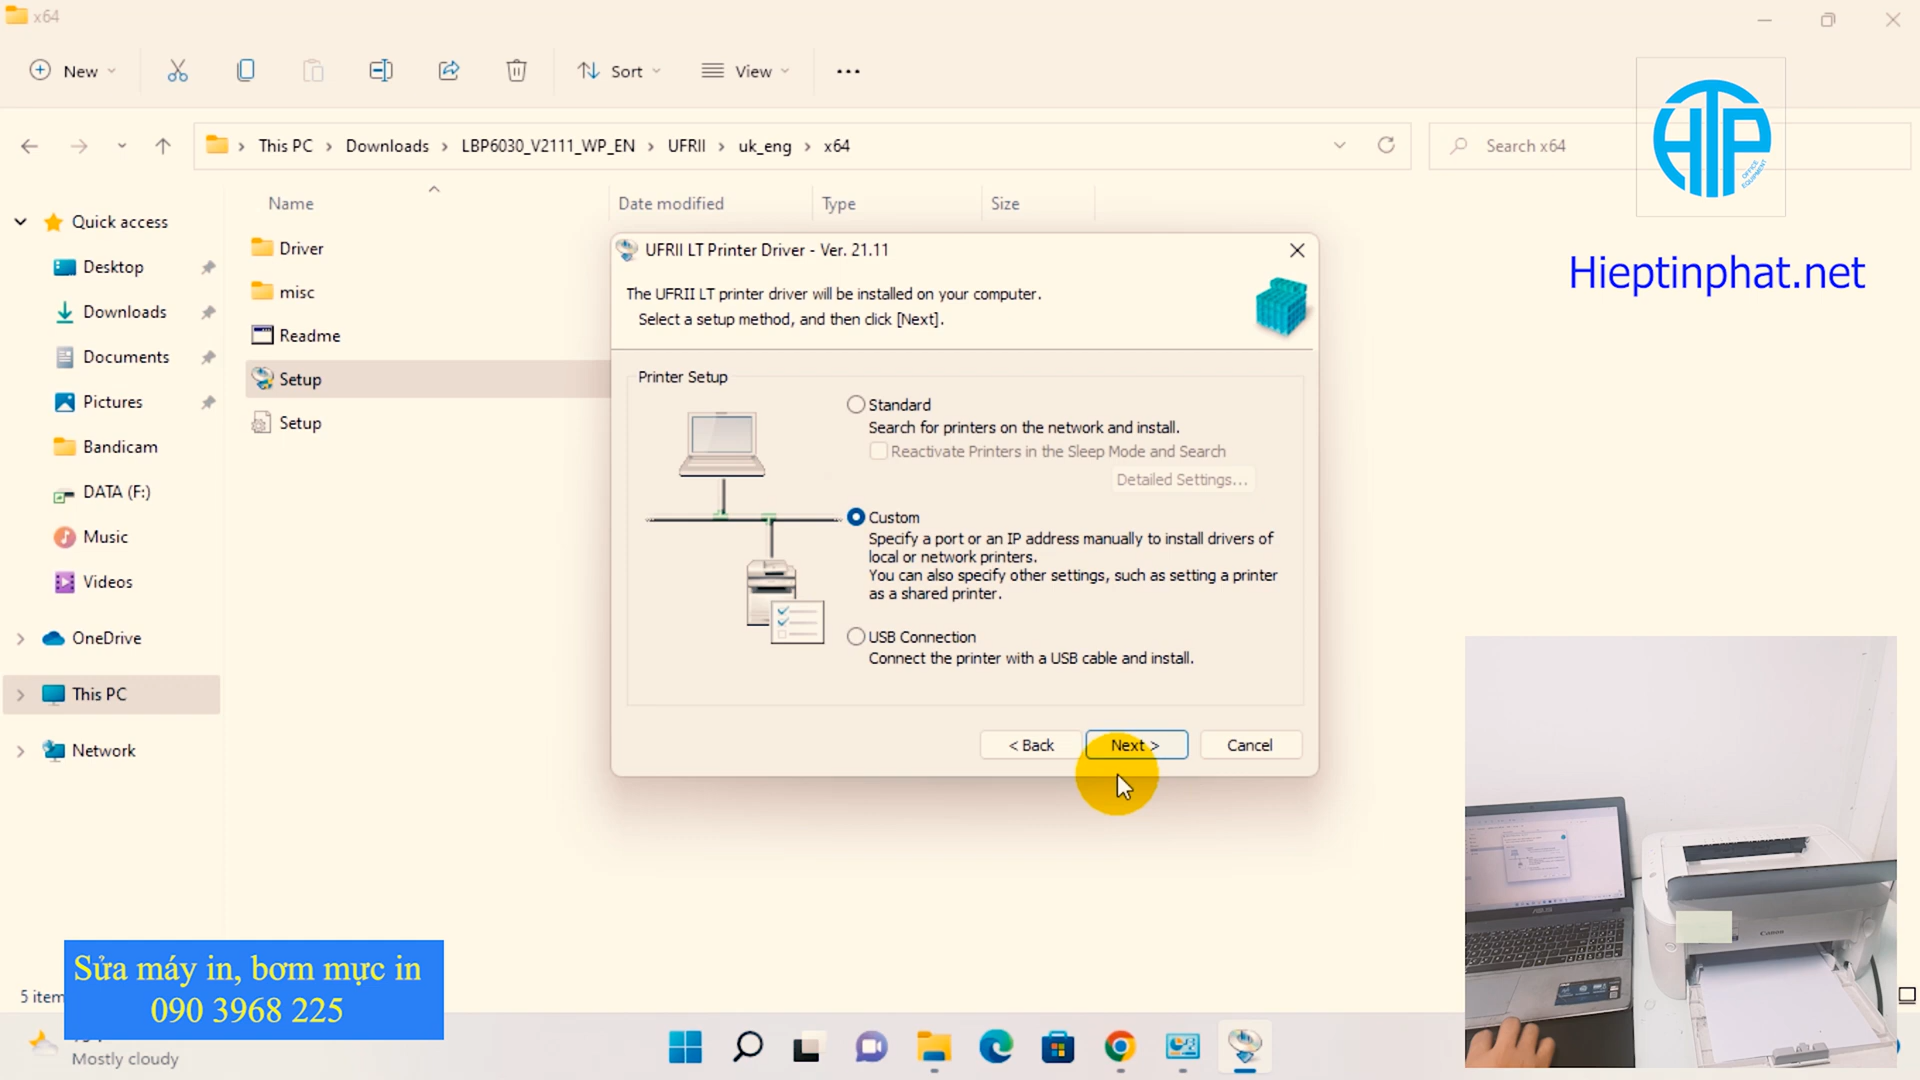 x64
New
Sort
View
This PC
Downloads
LBP6030_V2111_WP_EN
UFRII
uk_eng
x64
Search x64
HTP
OFFICE EQUIPMENT
Hieptinphat.net
Quick access
Desktop
Downloads
Documents
Pictures
Bandicam
DATA (F:)
Music
Videos
OneDrive
This PC
Network
Name
Date modified
Type
Size
Driver
misc
Readme
Setup
Setup
UFRII LT Printer Driver - Ver. 21.11
The UFRII LT printer driver will be installed on your computer.
Select a setup method, and then click [Next].
Printer Setup
Standard
Search for printers on the network and install.
Reactivate Printers in the Sleep Mode and Search
Detailed Settings...
Custom
Specify a port or an IP address manually to install drivers of
local or network printers.
You can also specify other settings, such as setting a printer
as a shared printer.
USB Connection
Connect the printer with a USB cable and install.
< Back
Next >
Cancel
Canon
ASUS
5 item
Sửa máy in, bơm mực in
090 3968 225
Mostly cloudy